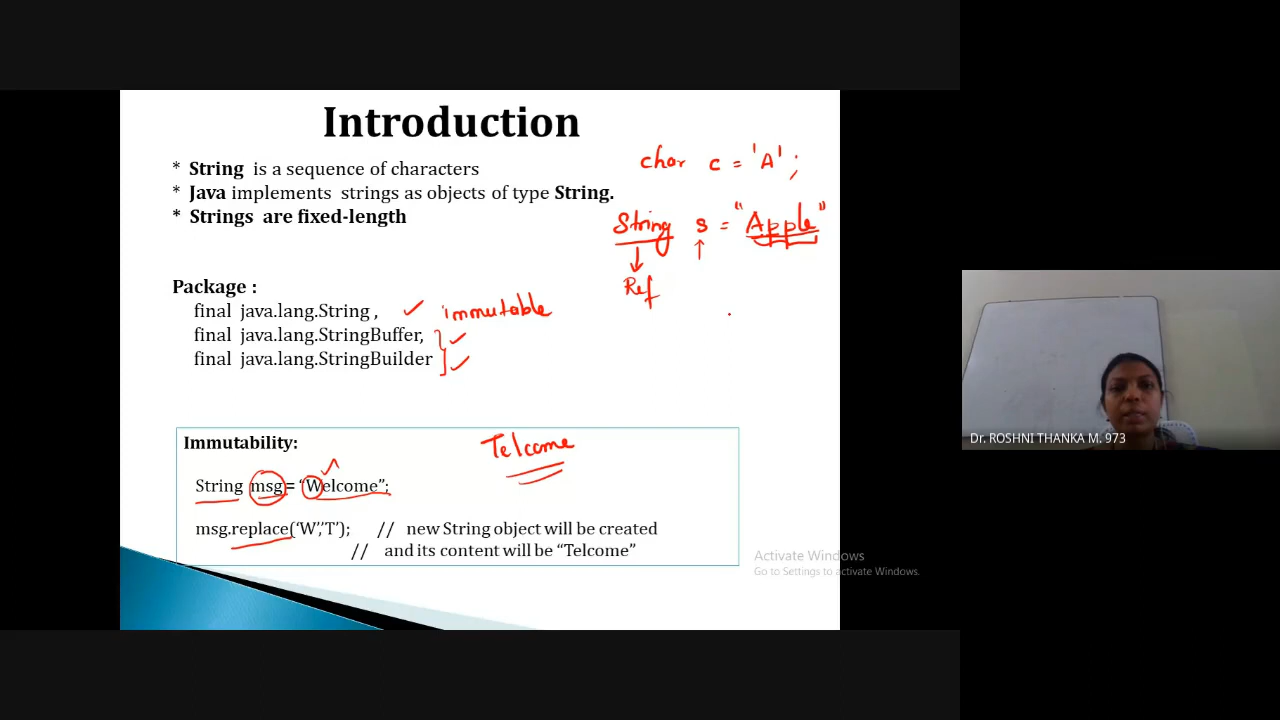 Introduction
* String is a sequence of characters
* Java implements strings as objects of type String.
* Strings are fixed-length
char c = 'A';
String s = "Apple"
Ref
Package :
final java.lang.String ,
immutable
final java.lang.StringBuffer,
final java.lang.StringBuilder
Immutability:
Telcome
String msg= “Welcome”;
msg.replace(‘W’,’T’); // new String object will be created
// and its content will be “Telcome”
Activate Windows
Go to Settings to activate Windows.
Dr. ROSHNI THANKA M. 973